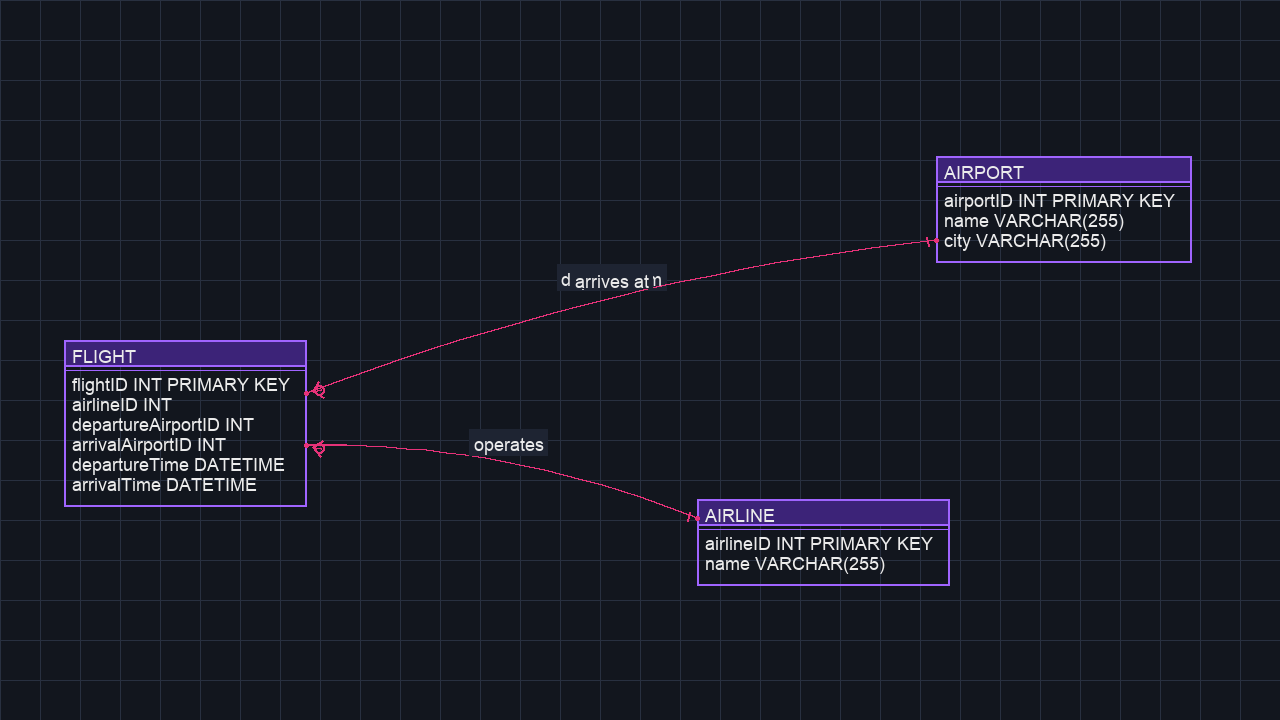 AIRPORT
airportID INT PRIMARY KEY
name VARCHAR(255)
city VARCHAR(255)
arrives at
FLIGHT
flightID INT PRIMARY KEY
airlineID INT
departureAirportID INT
arrivalAirportID INT
departureTime DATETIME
arrivalTime DATETIME
operates
AIRLINE
airlineID INT PRIMARY KEY
name VARCHAR(255)